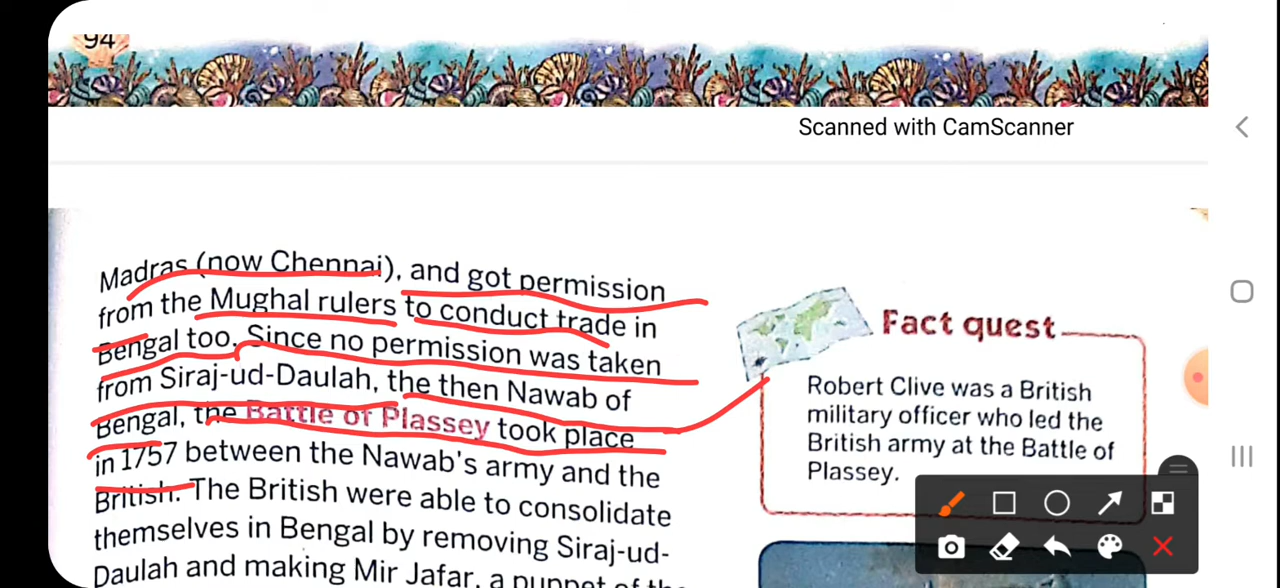 94
Scanned with CamScanner
Madras (now Chennai), and got permission
from the Mughal rulers to conduct trade in
Bengal too. Since no permission was taken
from Siraj-ud-Daulah, the then Nawab of
Bengal, the Battle of Plassey took place
in 1757 between the Nawab's army and the
British. The British were able to consolidate
themselves in Bengal by removing Siraj-ud-
Daulah and making Mir Jafar, a puppet of the
Fact quest
Robert Clive was a British
military officer who led the
British army at the Battle of
Plassey.